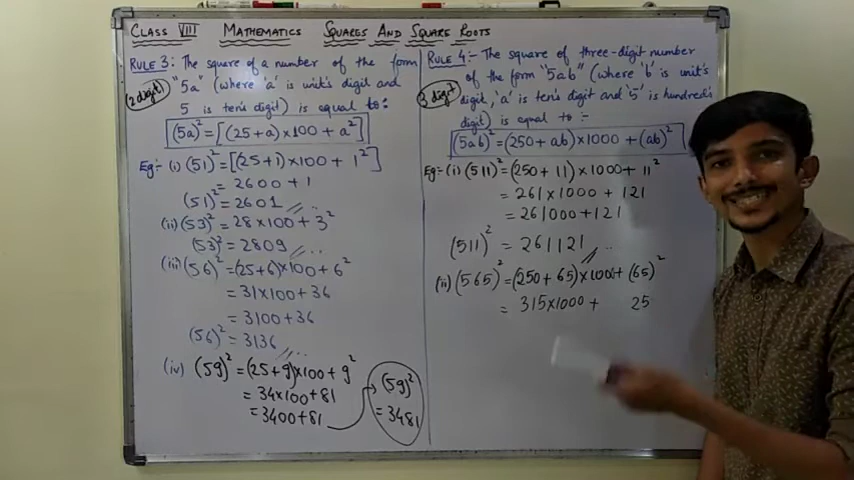 CLASS VIII MATHEMATICS SQUARES AND SQUARE ROOTS
RULE 3: The square of a number of the form
"5a" (where 'a' is unit's digit and
(2 digit)
5 is ten's digit) is equal to:
(5a)² = [(25+a)×100 + a²]
Eg:- (i) (51)² = [(25+1)×100 + 1²]
= 2600 + 1
(51)² = 2601
(ii) (53)² = 28×100 + 3²
(53)² = 2809
(iii) (56)² = (25+6)×100 + 6²
= 31×100 + 36
= 3100 + 36
(56)² = 3136
(iv) (59)² = (25+9)×100 + 9²
= 34×100 + 81
= 3400 + 81
(59)²
= 3481
RULE 4:- The square of three-digit number
of the form "5ab" (where 'b' is unit's
(3 digit)
digit, 'a' is ten's digit and '5' is hundred's
digit) is equal to :-
(5ab)² = (250 + ab)×1000 + (ab)²
Eg:- (i) (511)² = (250 + 11)×1000 + 11²
= 261×1000 + 121
= 261000 + 121
(511)² = 261121
(ii) (565)² = (250 + 65)×1000 + (65)²
= 315×1000 + 25